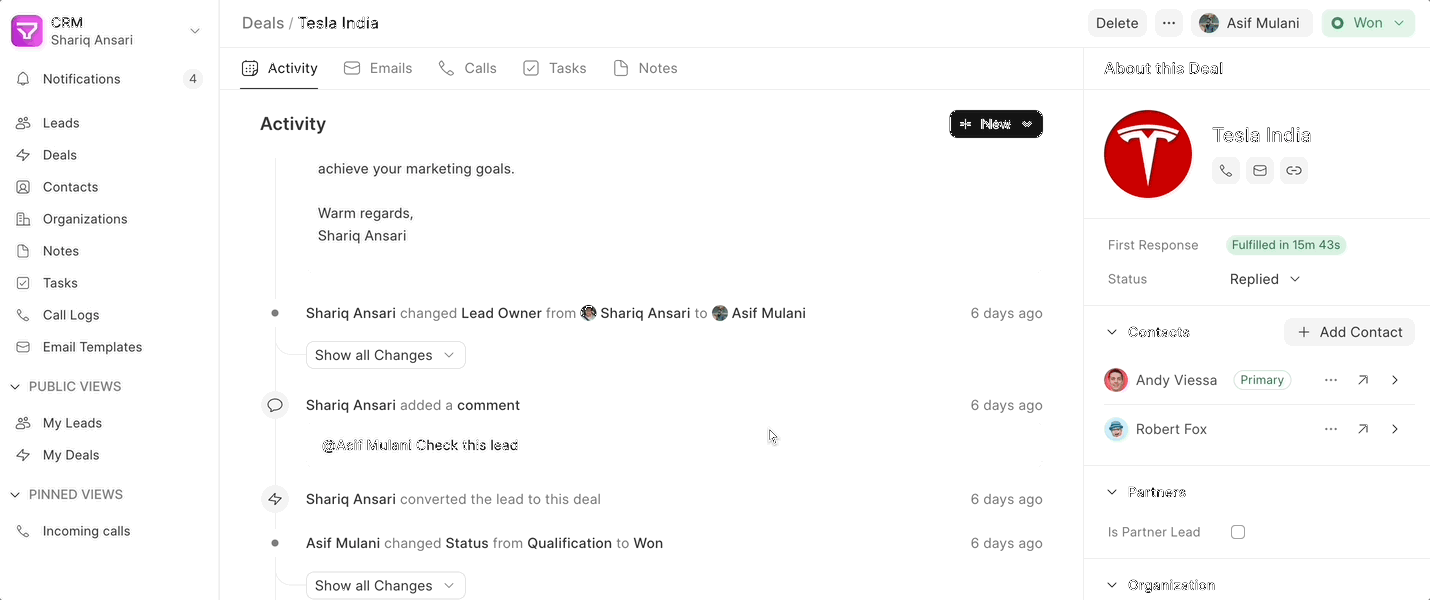 CRM
Shariq Ansari
Notifications 4
Leads
Deals
Contacts
Organizations
Notes
Tasks
Call Logs
Email Templates
PUBLIC VIEWS
My Leads
My Deals
PINNED VIEWS
Incoming calls
Deals / Tesla India
Delete ... Asif Mulani Won
Activity Emails Calls Tasks Notes
Activity
New
achieve your marketing goals.
Warm regards,
Shariq Ansari
Shariq Ansari changed Lead Owner from Shariq Ansari to Asif Mulani 6 days ago
Show all Changes
Shariq Ansari added a comment 6 days ago
@Asif Mulani Check this lead
Shariq Ansari converted the lead to this deal 6 days ago
Asif Mulani changed Status from Qualification to Won 6 days ago
Show all Changes
About this Deal
Tesla India
First Response Fulfilled in 15m 43s
Status Replied
Contacts + Add Contact
Andy Viessa Primary
Robert Fox
Partners
Is Partner Lead
Organization